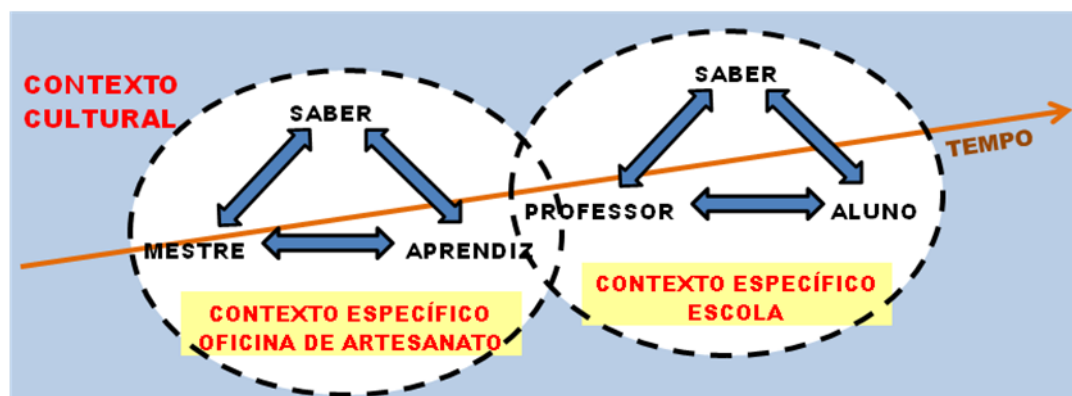 CONTEXTO
CULTURAL
SABER
MESTRE
APRENDIZ
CONTEXTO ESPECÍFICO
OFICINA DE ARTESANATO
SABER
PROFESSOR
ALUNO
CONTEXTO ESPECÍFICO
ESCOLA
TEMPO